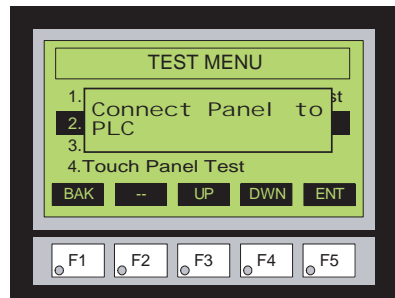 TEST MENU
1. st
Connect Panel to
2.
PLC
3.
4.Touch Panel Test
BAK -- UP DWN ENT
F1 F2 F3 F4 F5